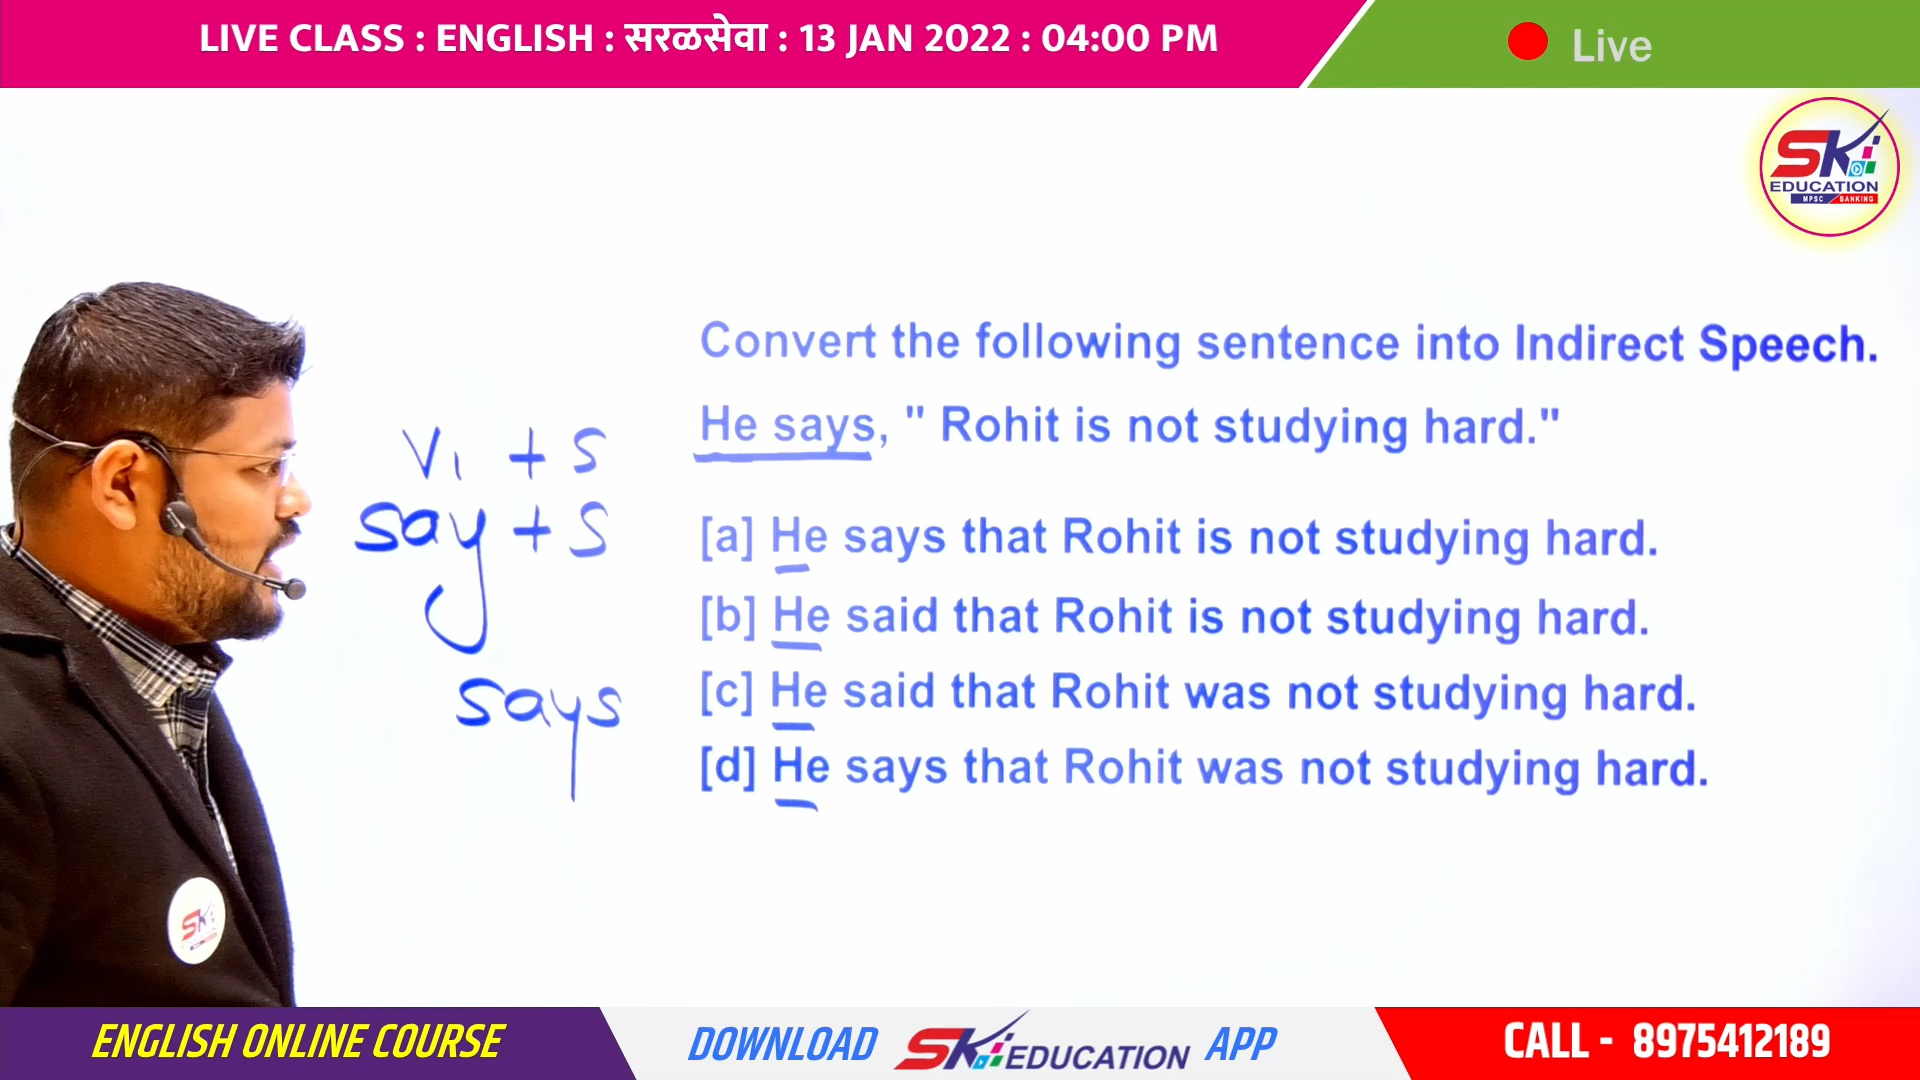 LIVE CLASS : ENGLISH : सरळसेवा : 13 JAN 2022 : 04:00 PM
Live
SK
EDUCATION
MPSC BANKING
Convert the following sentence into Indirect Speech.
He says, " Rohit is not studying hard."
V1 + S
say + S
says
[a] He says that Rohit is not studying hard.
[b] He said that Rohit is not studying hard.
[c] He said that Rohit was not studying hard.
[d] He says that Rohit was not studying hard.
SK
ENGLISH ONLINE COURSE
DOWNLOAD SK EDUCATION APP
CALL - 8975412189